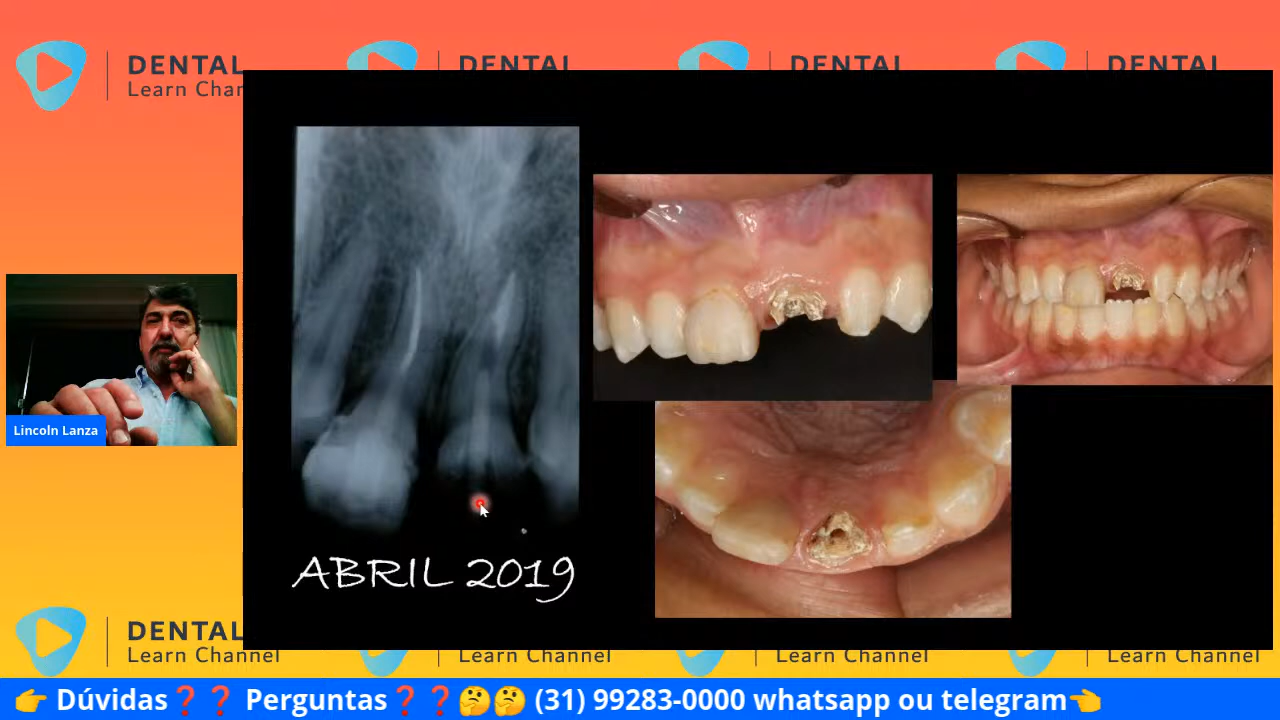 DENTAL
Learn Char
DENTAL
DENTAL
DENTAL
Lincoln Lanza
ABRIL 2019
DENTAL
Learn Channel
Learn Channel
Learn Channel
Learn Channel
👉 Dúvidas❓❓ Perguntas❓❓🤔🤔 (31) 99283-0000 whatsapp ou telegram👈